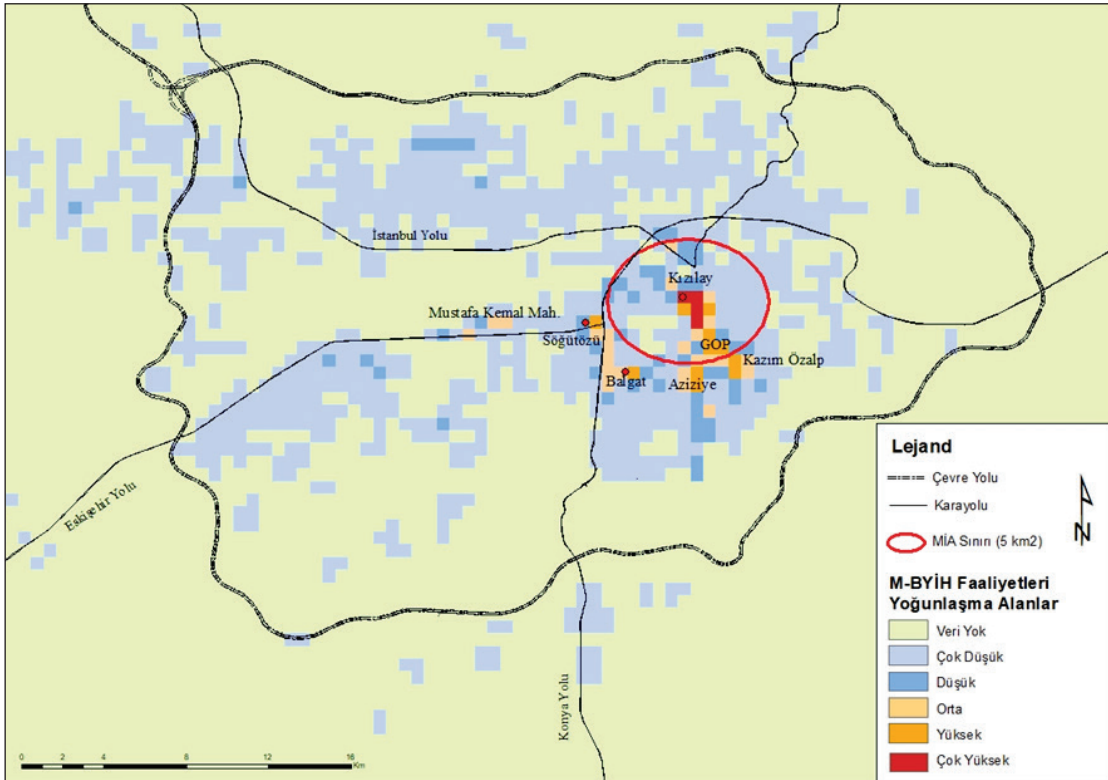 İstanbul Yolu
Kızılay
Mustafa Kemal Mah.
Söğütözü
GOP
Kazım Özalp
Balgat
Aziziye
Eskişehir Yolu
Konya Yolu
Lejand
Çevre Yolu
Karayolu
MİA Sınırı (5 km2)
N
M-BYİH Faaliyetleri
Yoğunlaşma Alanlar
Veri Yok
Çok Düşük
Düşük
Orta
Yüksek
Çok Yüksek
0 2 4 8 12 16
Km